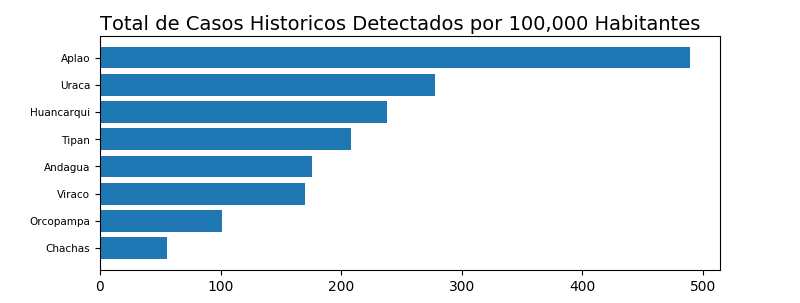 Total de Casos Historicos Detectados por 100,000 Habitantes
Aplao
Uraca
Huancarqui
Tipan
Andagua
Viraco
Orcopampa
Chachas
0 100 200 300 400 500